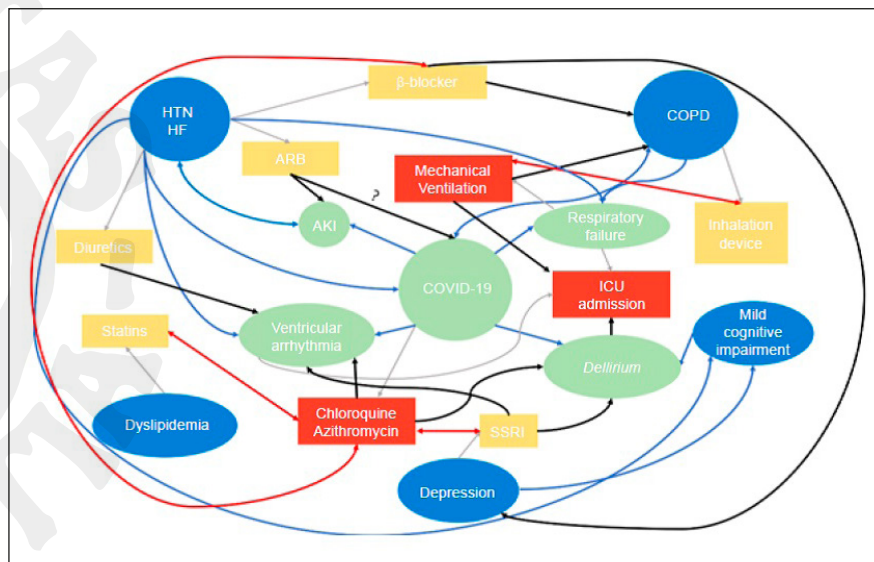 β-blocker
HTN
HF
COPD
ARB
Mechanical
Ventilation
?
AKI
Respiratory
failure
Inhalation
device
Diuretics
COVID-19
ICU
admission
Statins
Ventricular
arrhythmia
Mild
cognitive
impairment
Dellirium
Dyslipidemia
Chloroquine
Azithromycin
SSRI
Depression